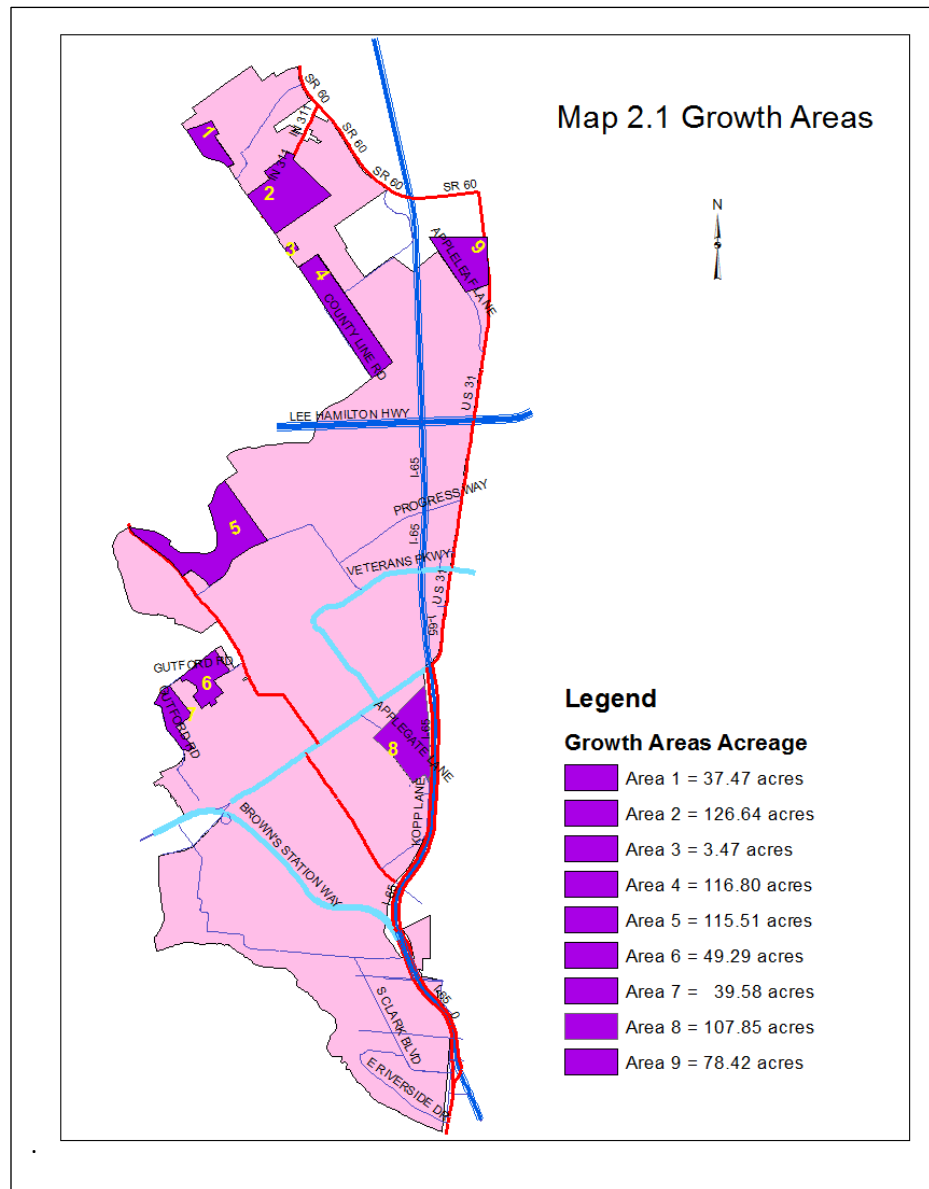 Map 2.1 Growth Areas
N
SR 60
IN 311
SR 60
SR 60
SR 60
IN 311
1
2
3
4
9
APPLELEAF LANE
COUNTY LINE RD
US 31
LEE HAMILTON HWY
I-65
PROGRESS WAY
I-65
5
VETERANS PKWY
US 31
I-65
GUTFORD RD
6
GUTFORD RD
7
APPLEGATE LANE
I-65
8
KOPP LANE
BROWN'S STATION WAY
I-65
I-65
S CLARK BLVD
E RIVERSIDE DR
Legend
Growth Areas Acreage
Area 1 = 37.47 acres
Area 2 = 126.64 acres
Area 3 = 3.47 acres
Area 4 = 116.80 acres
Area 5 = 115.51 acres
Area 6 = 49.29 acres
Area 7 = 39.58 acres
Area 8 = 107.85 acres
Area 9 = 78.42 acres
.